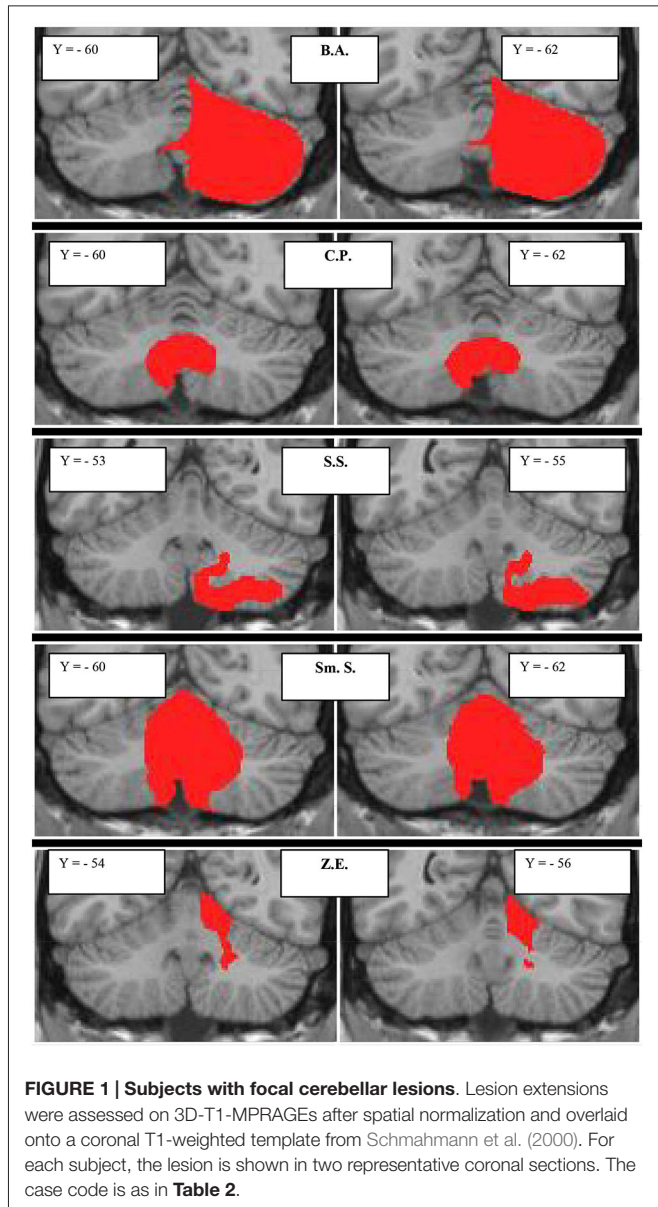 Y = - 60
B.A.
Y = - 62
Y = - 60
C.P.
Y = - 62
Y = - 53
S.S.
Y = - 55
Y = - 60
Sm. S.
Y = - 62
Y = - 54
Z.E.
Y = - 56
FIGURE 1 | Subjects with focal cerebellar lesions. Lesion extensions
were assessed on 3D-T1-MPRAGEs after spatial normalization and overlaid
onto a coronal T1-weighted template from Schmahmann et al. (2000). For
each subject, the lesion is shown in two representative coronal sections. The
case code is as in Table 2.